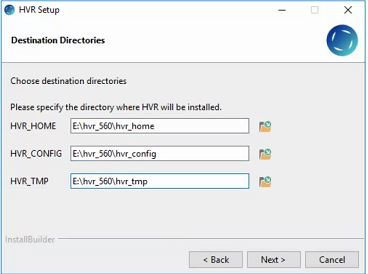 HVR Setup
Destination Directories
Choose destination directories
Please specify the directory where HVR will be installed.
HVR_HOME E:\hvr_560\hvr_home
HVR_CONFIG E:\hvr_560\hvr_config
HVR_TMP E:\hvr_560\hvr_tmp
InstallBuilder
< Back Next > Cancel